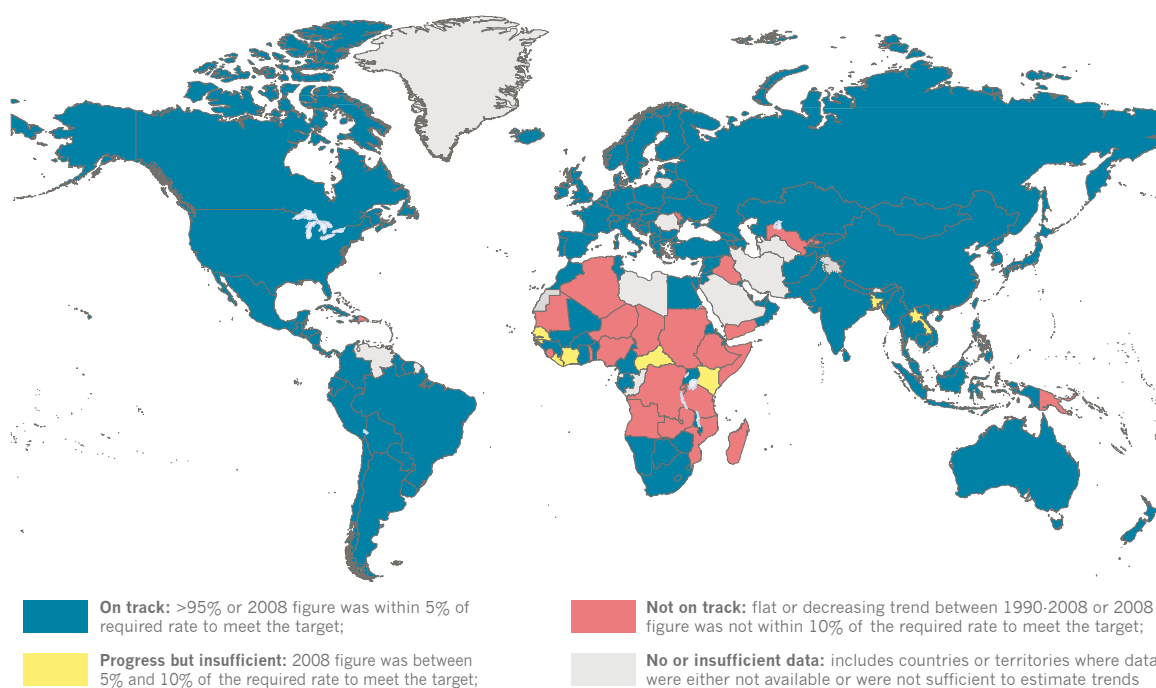 On track: >95% or 2008 figure was within 5% of
required rate to meet the target;
Progress but insufficient: 2008 figure was between
5% and 10% of the required rate to meet the target;
Not on track: flat or decreasing trend between 1990-2008 or 2008
figure was not within 10% of the required rate to meet the target;
No or insufficient data: includes countries or territories where data
were either not available or were not sufficient to estimate trends